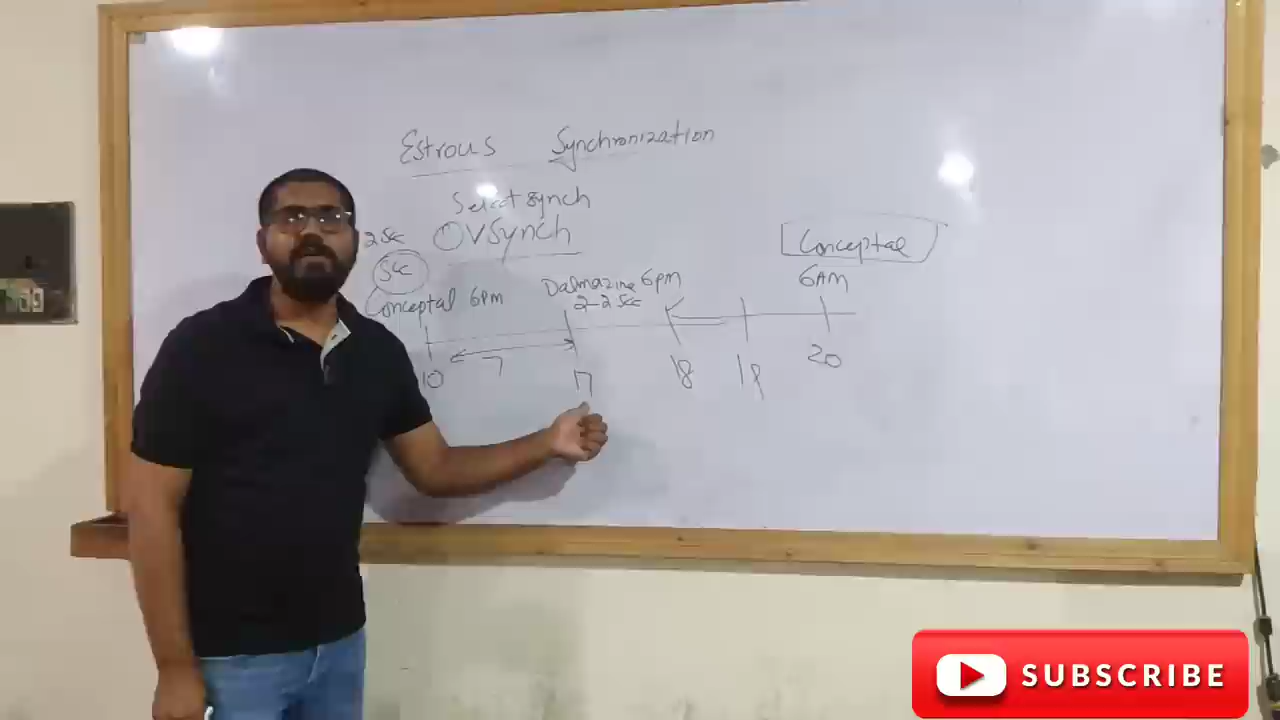 Estrous Synchronization
Select synch
2 Scc OVSynch
5cc
Conceptal
Conceptal 6pm
Dalmazine 6pm
2-2 5cc
6AM
7
10
17
18
19
20
SUBSCRIBE